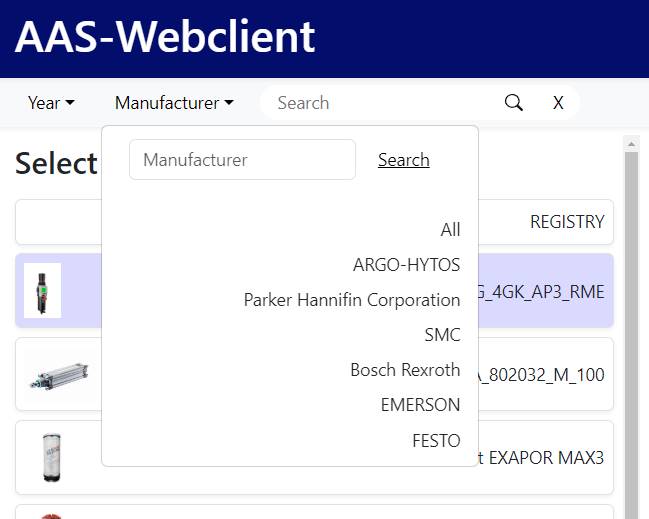 AAS-Webclient
Year
Manufacturer
Search
X
Select
Manufacturer
Search
REGISTRY
All
ARGO-HYTOS
Parker Hannifin Corporation
G_4GK_AP3_RME
SMC
Bosch Rexroth
A_802032_M_100
EMERSON
FESTO
t EXAPOR MAX3